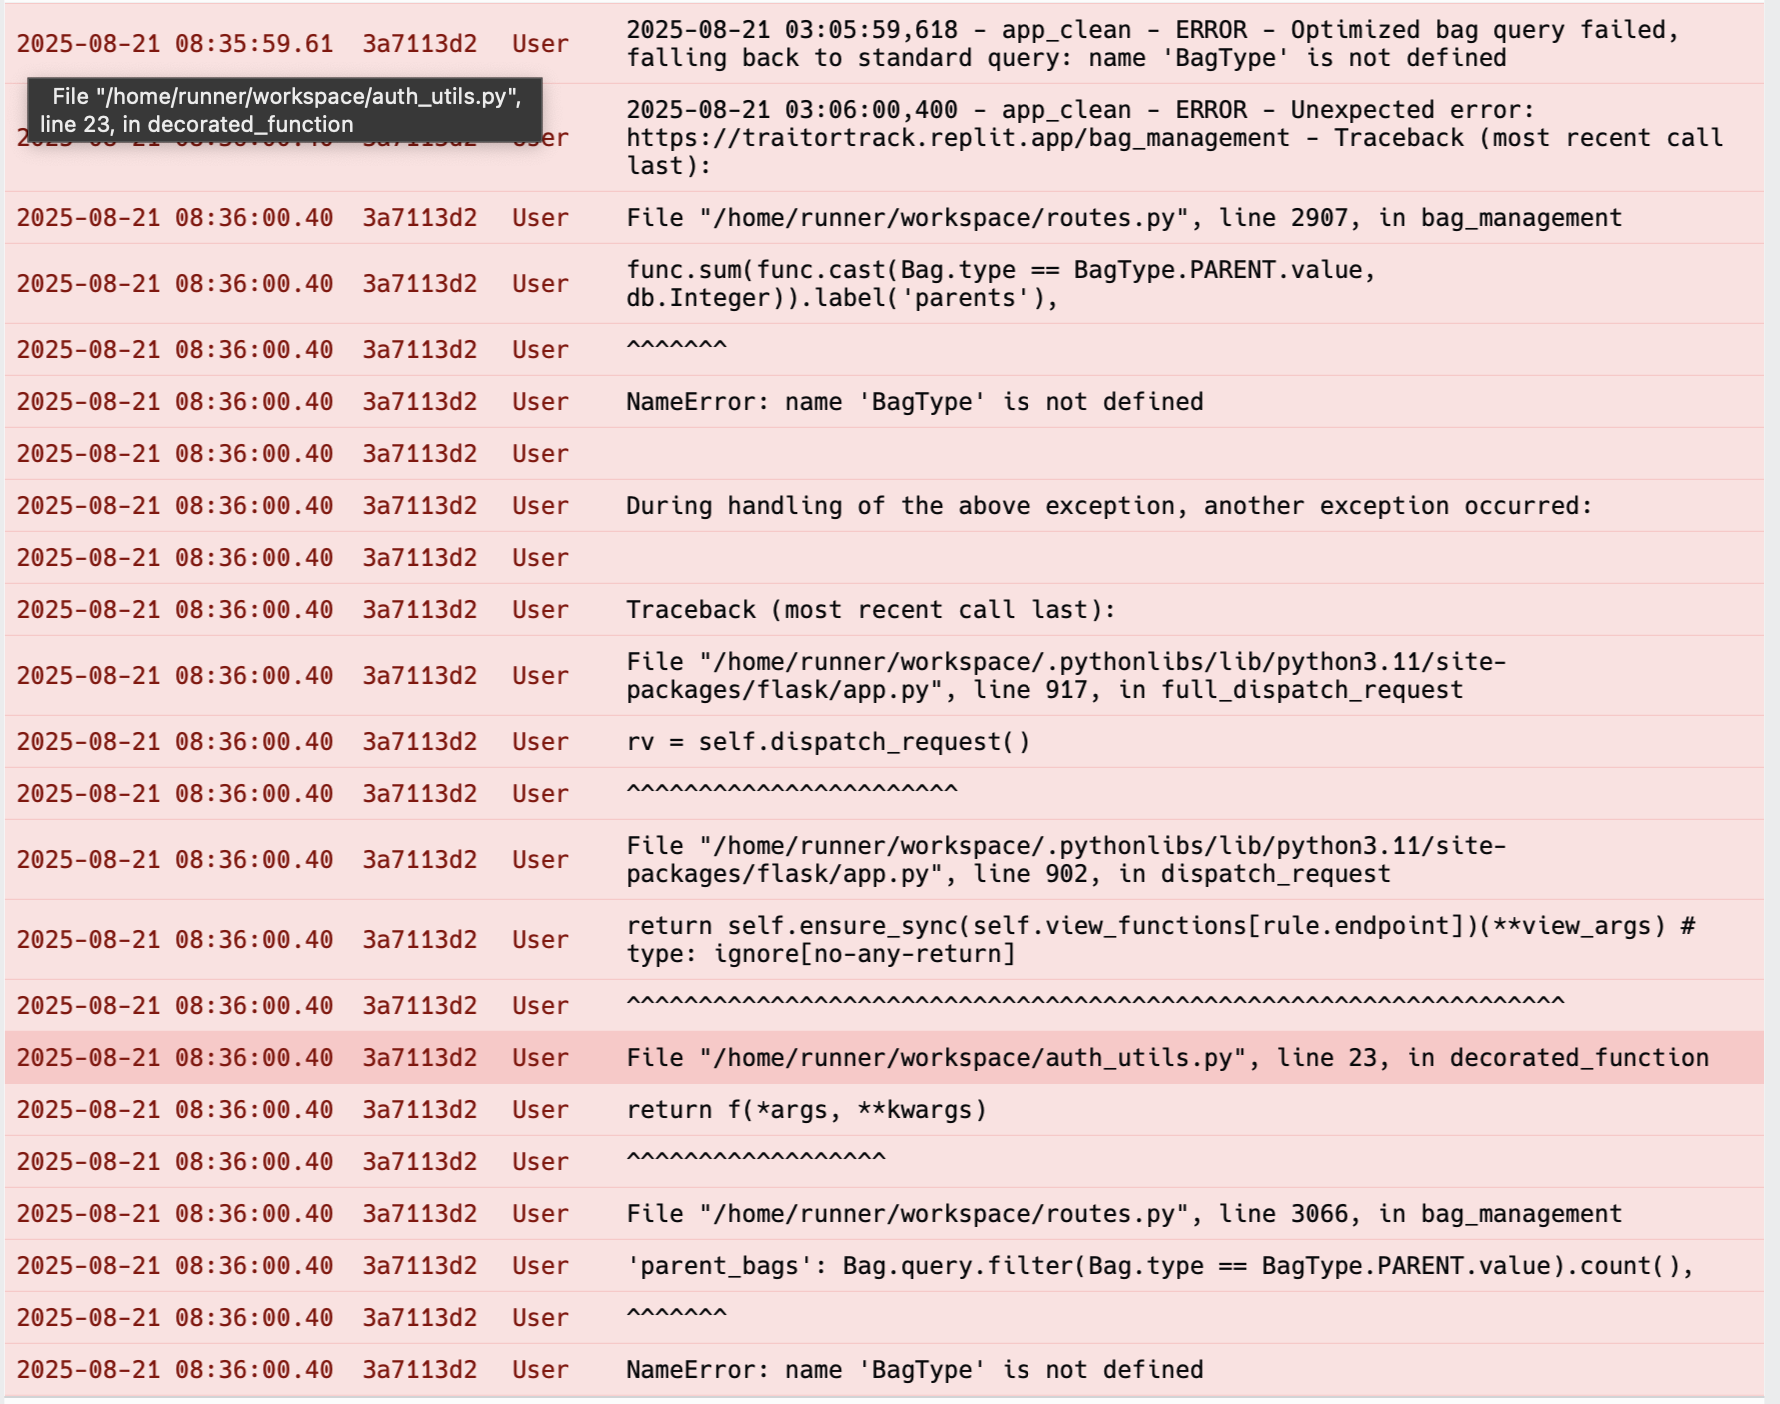 2025-08-21 08:35:59.61 3a7113d2 User 2025-08-21 03:05:59,618 - app_clean - ERROR - Optimized bag query failed,
falling back to standard query: name 'BagType' is not defined
File "/home/runner/workspace/auth_utils.py",
line 23, in decorated_function
2025-08-21 03:06:00,400 - app_clean - ERROR - Unexpected error:
https://traitortrack.replit.app/bag_management - Traceback (most recent call
last):
2025-08-21 08:36:00.40 3a7113d2 User File "/home/runner/workspace/routes.py", line 2907, in bag_management
2025-08-21 08:36:00.40 3a7113d2 User func.sum(func.cast(Bag.type == BagType.PARENT.value,
db.Integer)).label('parents'),
2025-08-21 08:36:00.40 3a7113d2 User ^^^^^^^
2025-08-21 08:36:00.40 3a7113d2 User NameError: name 'BagType' is not defined
2025-08-21 08:36:00.40 3a7113d2 User
2025-08-21 08:36:00.40 3a7113d2 User During handling of the above exception, another exception occurred:
2025-08-21 08:36:00.40 3a7113d2 User
2025-08-21 08:36:00.40 3a7113d2 User Traceback (most recent call last):
2025-08-21 08:36:00.40 3a7113d2 User File "/home/runner/workspace/.pythonlibs/lib/python3.11/site-
packages/flask/app.py", line 917, in full_dispatch_request
2025-08-21 08:36:00.40 3a7113d2 User rv = self.dispatch_request()
2025-08-21 08:36:00.40 3a7113d2 User ^^^^^^^^^^^^^^^^^^^^^^^
2025-08-21 08:36:00.40 3a7113d2 User File "/home/runner/workspace/.pythonlibs/lib/python3.11/site-
packages/flask/app.py", line 902, in dispatch_request
2025-08-21 08:36:00.40 3a7113d2 User return self.ensure_sync(self.view_functions[rule.endpoint])(**view_args) #
type: ignore[no-any-return]
2025-08-21 08:36:00.40 3a7113d2 User ^^^^^^^^^^^^^^^^^^^^^^^^^^^^^^^^^^^^^^^^^^^^^^^^^^^^^^^^^^^^^^^^^
2025-08-21 08:36:00.40 3a7113d2 User File "/home/runner/workspace/auth_utils.py", line 23, in decorated_function
2025-08-21 08:36:00.40 3a7113d2 User return f(*args, **kwargs)
2025-08-21 08:36:00.40 3a7113d2 User ^^^^^^^^^^^^^^^^^^
2025-08-21 08:36:00.40 3a7113d2 User File "/home/runner/workspace/routes.py", line 3066, in bag_management
2025-08-21 08:36:00.40 3a7113d2 User 'parent_bags': Bag.query.filter(Bag.type == BagType.PARENT.value).count(),
2025-08-21 08:36:00.40 3a7113d2 User ^^^^^^^
2025-08-21 08:36:00.40 3a7113d2 User NameError: name 'BagType' is not defined